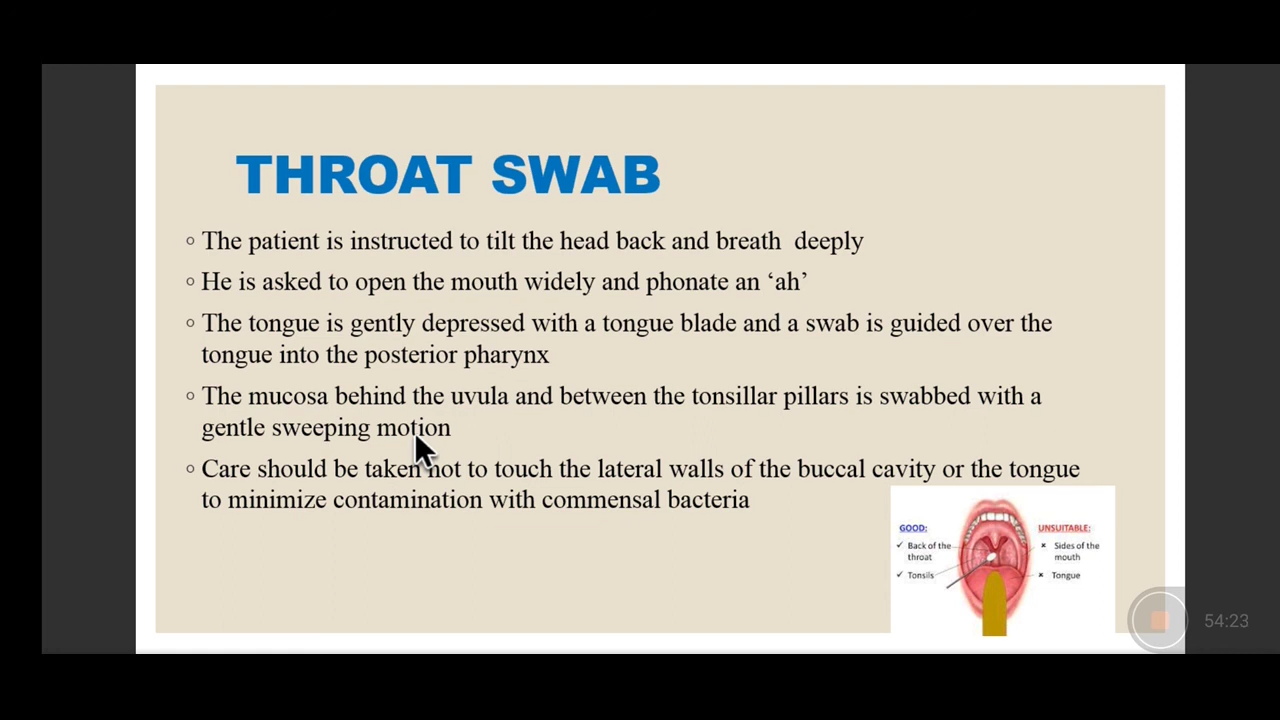 THROAT SWAB
◦ The patient is instructed to tilt the head back and breath  deeply
◦ He is asked to open the mouth widely and phonate an ‘ah’
◦ The tongue is gently depressed with a tongue blade and a swab is guided over the
tongue into the posterior pharynx
◦ The mucosa behind the uvula and between the tonsillar pillars is swabbed with a
gentle sweeping motion
◦ Care should be taken not to touch the lateral walls of the buccal cavity or the tongue
to minimize contamination with commensal bacteria
GOOD:
✓ Back of the
throat
✓ Tonsils
UNSUITABLE:
× Sides of the
mouth
× Tongue
54:23